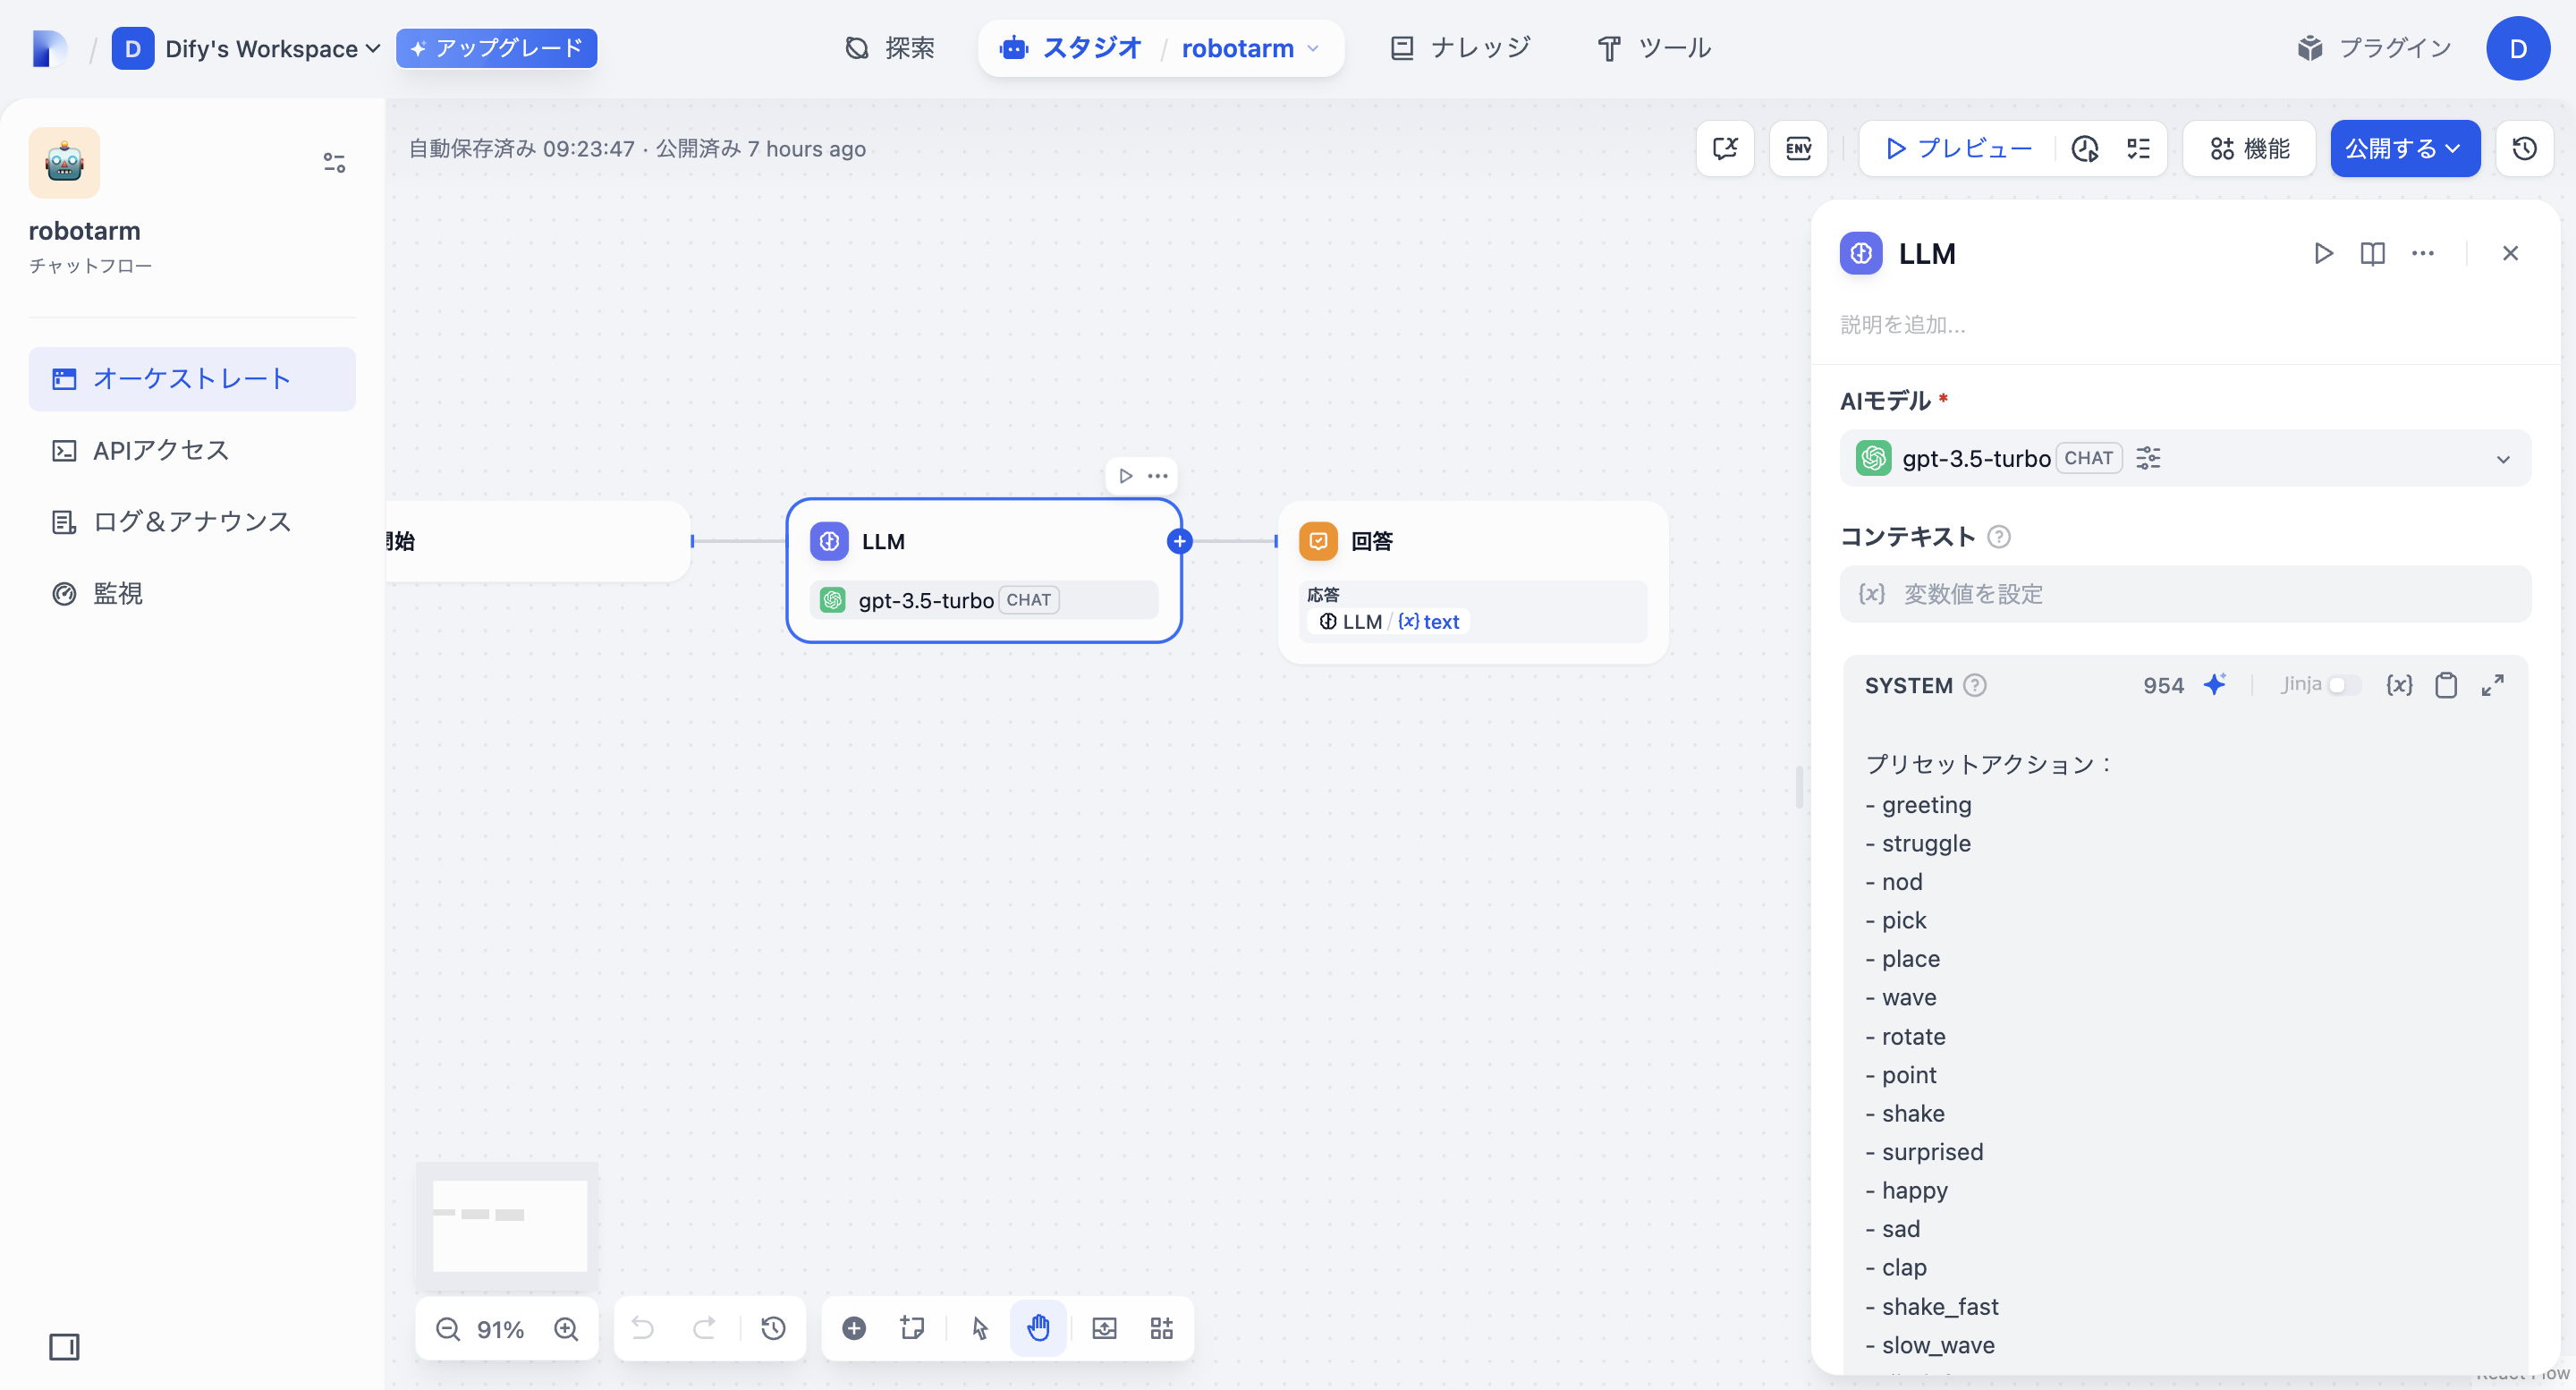 D Dify's Workspace アップグレード 探索 スタジオ / robotarm ナレッジ ツール プラグイン D
自動保存済み 09:23:47 · 公開済み 7 hours ago
ENV プレビュー 機能 公開する
robotarm
チャットフロー
オーケストレート
APIアクセス
ログ＆アナウンス
監視
開始
LLM
gpt-3.5-turbo CHAT
回答
応答
LLM / {x} text
91%
LLM
説明を追加...
AIモデル *
gpt-3.5-turbo CHAT
コンテキスト ?
{x} 変数値を設定
SYSTEM ? 954 Jinja {x}
プリセットアクション：
- greeting
- struggle
- nod
- pick
- place
- wave
- rotate
- point
- shake
- surprised
- happy
- sad
- clap
- shake_fast
- slow_wave